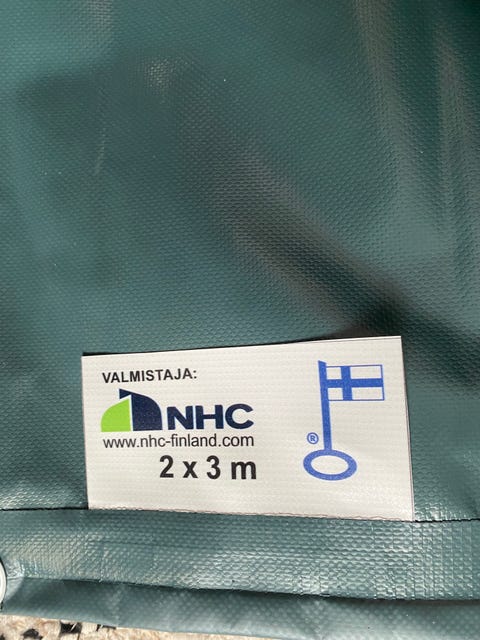 VALMISTAJA:
NHC
www.nhc-finland.com
2 x 3 m
®